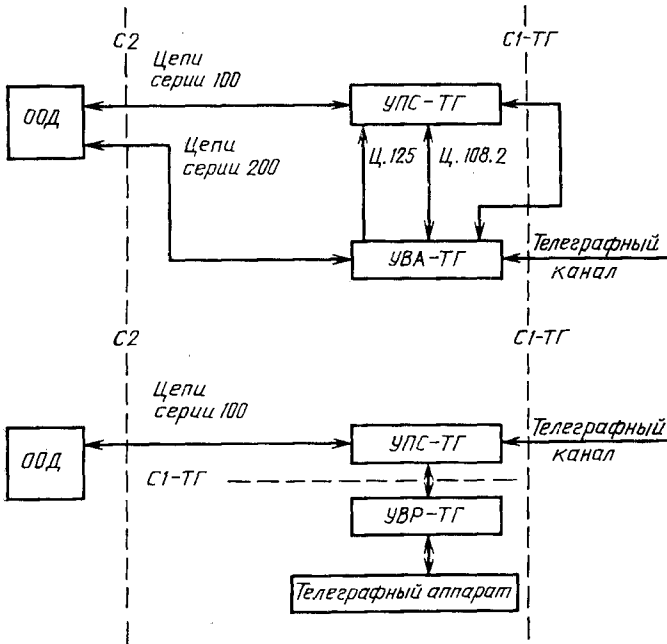 С2
С1-ТГ
Цепи
серии 100
ООД
УПС-ТГ
Цепи
серии 200
Ц.125
Ц.108.2
УВА-ТГ
Телеграфный
канал
С2
С1-ТГ
Цепи
серии 100
ООД
УПС-ТГ
Телеграфный
канал
С1-ТГ
УВР-ТГ
Телеграфный аппарат